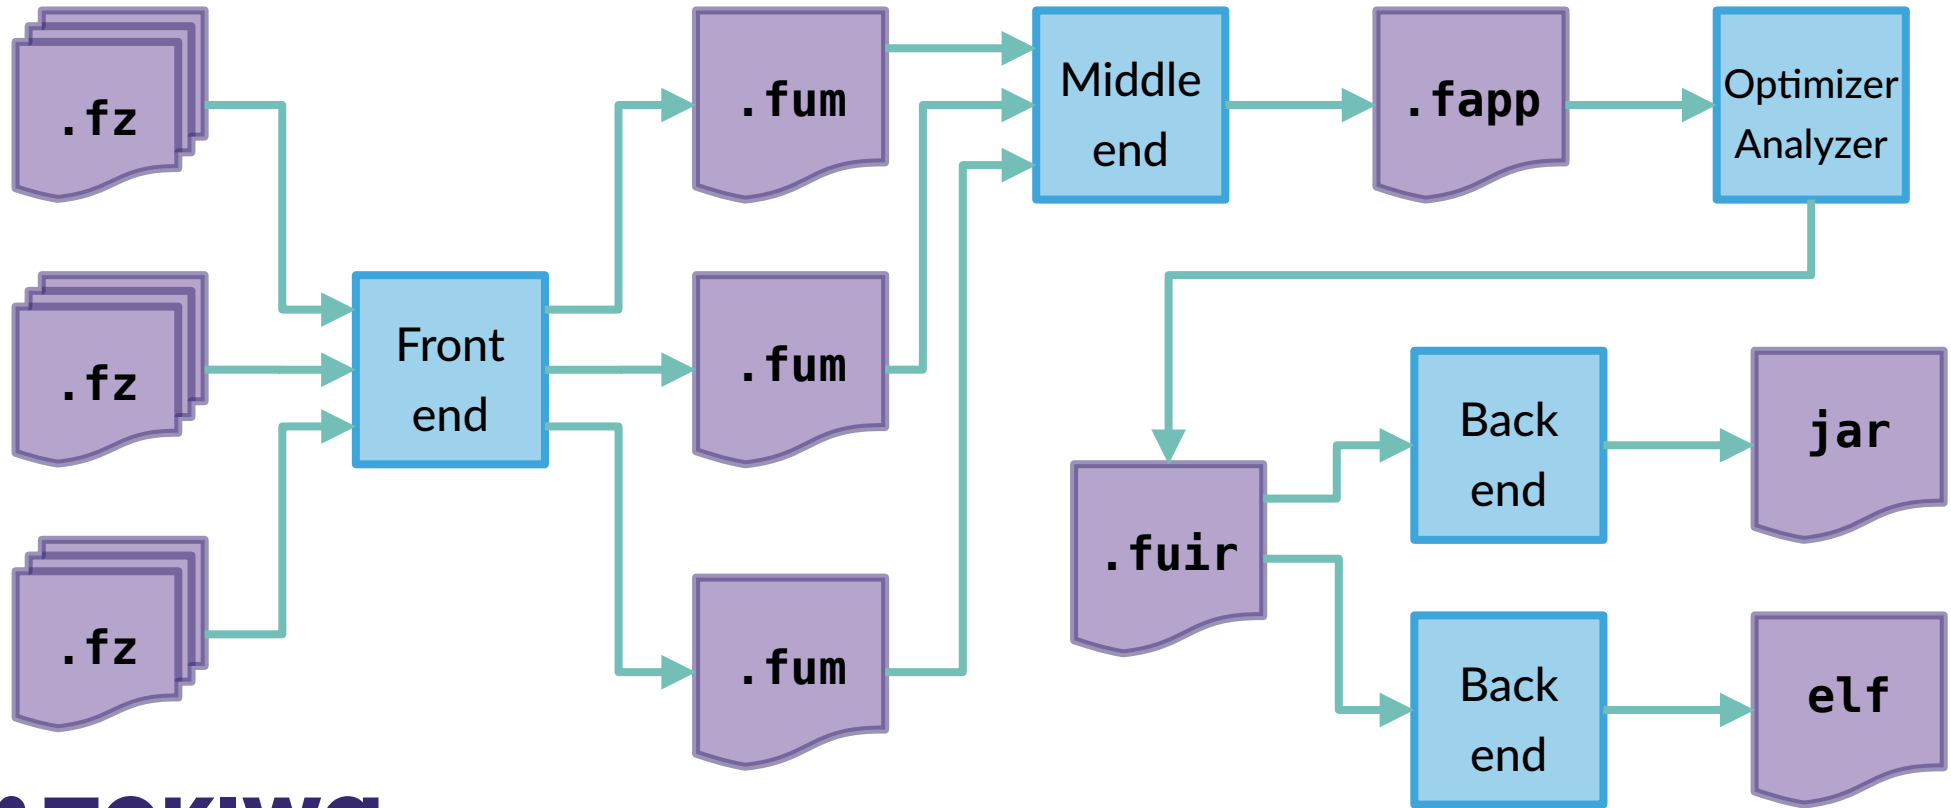 .fz
.fum
Middle
end
.fapp
Optimizer
Analyzer
.fz
Front
end
.fum
Back
end
jar
.fuir
.fz
.fum
Back
end
elf